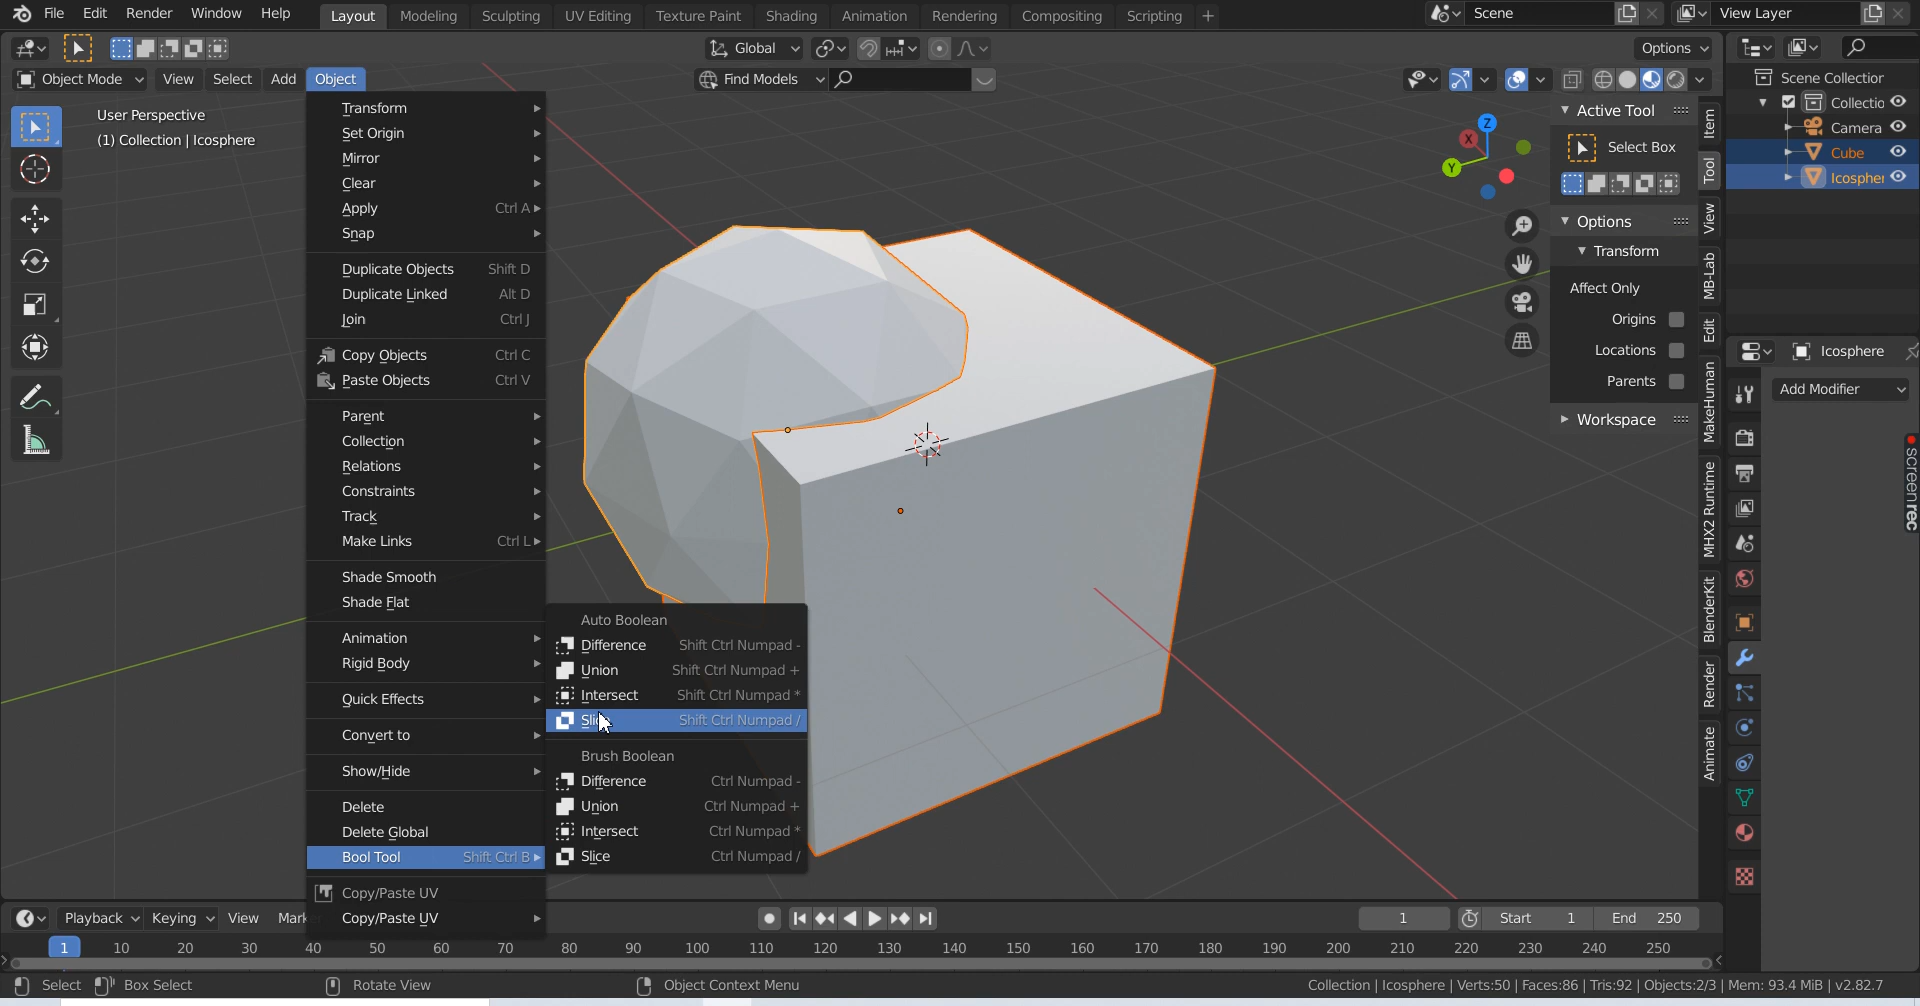 File Edit Render Window Help Layout Modeling Sculpting UV Editing Texture Paint Shading Animation Rendering Compositing Scripting + Scene View Layer
Global Options
Object Mode View Select Add Object Find Models
User Perspective
(1) Collection | Icosphere
Transform
Set Origin
Mirror
Clear
Apply Ctrl A
Snap
Duplicate Objects Shift D
Duplicate Linked Alt D
Join Ctrl J
Copy Objects Ctrl C
Paste Objects Ctrl V
Parent
Collection
Relations
Constraints
Track
Make Links Ctrl L
Shade Smooth
Shade Flat
Animation
Rigid Body
Quick Effects
Convert to
Show/Hide
Delete
Delete Global
Bool Tool Shift Ctrl B
Copy/Paste UV
Copy/Paste UV
Auto Boolean
Difference Shift Ctrl Numpad -
Union Shift Ctrl Numpad +
Intersect Shift Ctrl Numpad *
Shift Ctrl Numpad /
Brush Boolean
Difference Ctrl Numpad -
Union Ctrl Numpad +
Intersect Ctrl Numpad *
Slice Ctrl Numpad /
Z
X
Y
Active Tool
Select Box
Options
Transform
Affect Only
Origins
Locations
Parents
Workspace
Item
Tool
View
MB-Lab
Edit
MakeHuman
MHX2 Runtime
BlenderKit
Render
Animate
Scene Collection
Collectio
Camera
Cube
Icospher
Icosphere
Add Modifier
screenrec
Playback Keying View Mark 1 Start 1 End 250
1 10 20 30 40 50 60 70 80 90 100 110 120 130 140 150 160 170 180 190 200 210 220 230 240 250
Select Box Select Rotate View Object Context Menu Collection | Icosphere | Verts:50 | Faces:86 | Tris:92 | Objects:2/3 | Mem: 93.4 MiB | v2.82.7